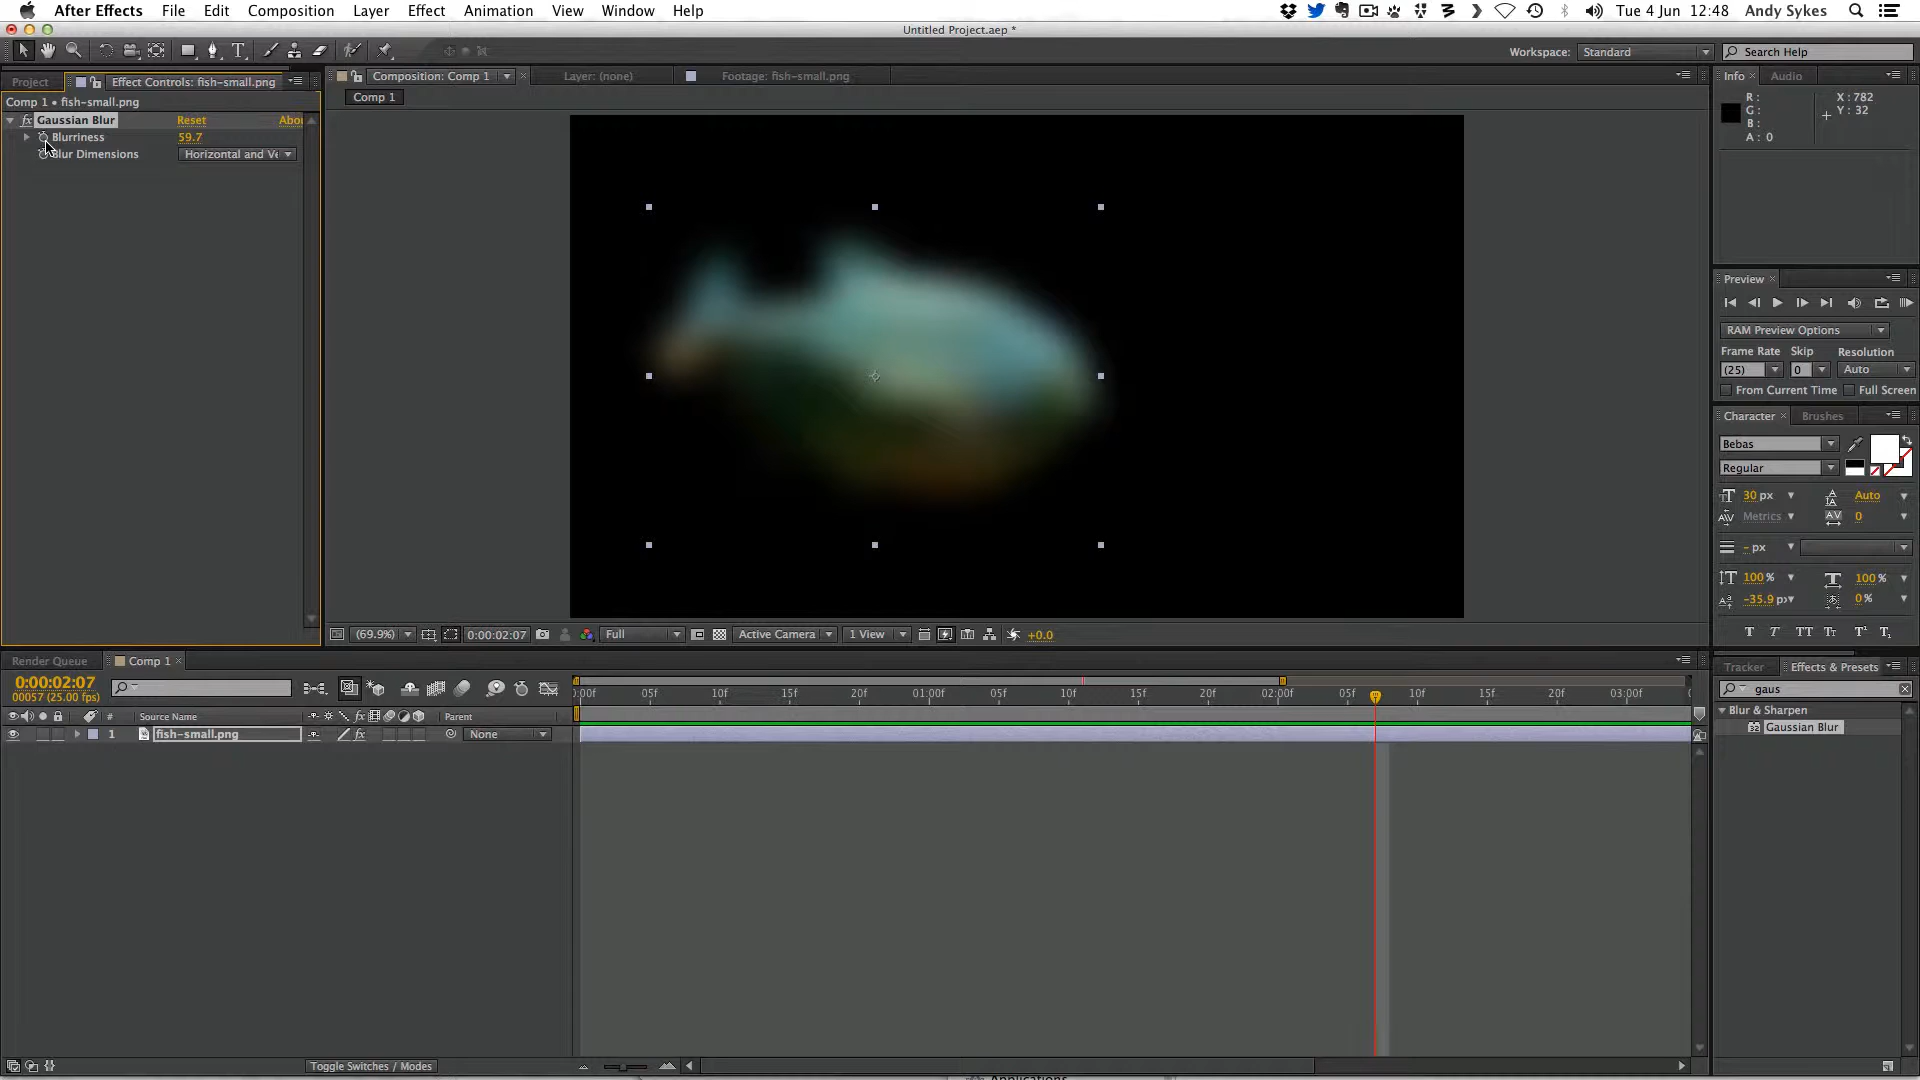 After Effects File Edit Composition Layer Effect Animation View Window Help
Tue 4 Jun 12:48 Andy Sykes
Untitled Project.aep *
Workspace: Standard
Search Help
Project
Effect Controls: fish-small.png
Composition: Comp 1
Layer: (none)
Footage: fish-small.png
Info
Audio
Comp 1 • fish-small.png
Comp 1
R :
G :
B :
A : 0
X : 782
Y : 32
Gaussian Blur Reset
Blurriness 59.7
Blur Dimensions Horizontal and Ve
Preview
RAM Preview Options
Frame Rate Skip Resolution
(25) 0 Auto
From Current Time Full Screen
Character Brushes
Bebas
Regular
30 px Auto
Metrics 0
- px
100 % 100 %
-35.9 px 0 %
T T TT Tt T¹ T₁
(69.9%) 0:00:02:07 Full Active Camera 1 View +0.0
Render Queue Comp 1
Tracker Effects & Presets
0:00:02:07
00057 (25.00 fps)
gaus
:00f 05f 10f 15f 20f 01:00f 05f 10f 15f 20f 02:00f 05f 10f 15f 20f 03:00f
Blur & Sharpen
Gaussian Blur
# Source Name Parent
1 fish-small.png None
Toggle Switches / Modes